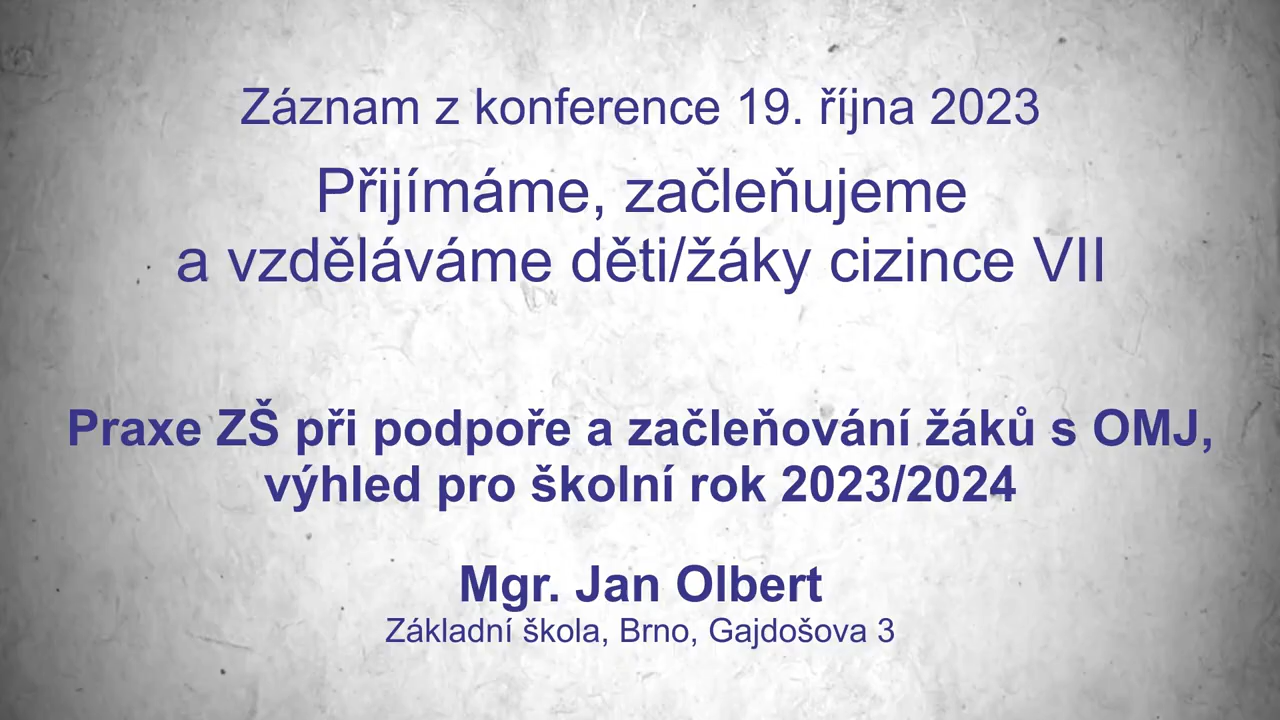 Záznam z konference 19. října 2023
Přijímáme, začleňujeme
a vzděláváme děti/žáky cizince VII
Praxe ZŠ při podpoře a začleňování žáků s OMJ,
výhled pro školní rok 2023/2024
Mgr. Jan Olbert
Základní škola, Brno, Gajdošova 3